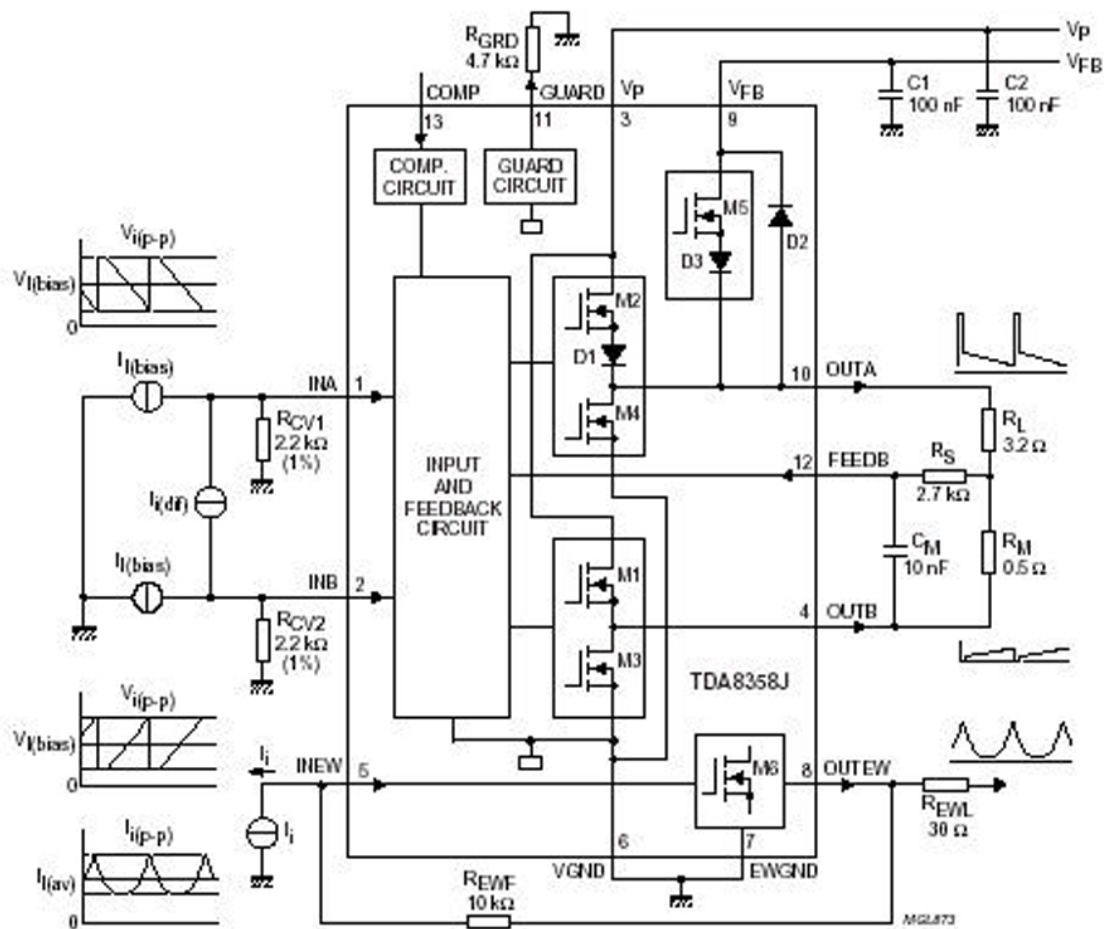 RGRD
4.7 kΩ
VP
VFB
C1
100 nF
C2
100 nF
COMP
GUARD
VP
VFB
13
11
3
9
COMP.
CIRCUIT
GUARD
CIRCUIT
M5
D3
D2
Vi(p-p)
VI(bias)
0
M2
D1
M4
II(bias)
INA
1
10
OUTA
RCV1
2.2 kΩ
(1%)
RL
3.2 Ω
INPUT
AND
FEEDBACK
CIRCUIT
12
FEEDB
RS
2.7 kΩ
Ii(dif)
CM
10 nF
RM
0.5 Ω
II(bias)
INB
2
M1
4
OUTB
RCV2
2.2 kΩ
(1%)
M3
TDA8358J
Vi(p-p)
VI(bias)
0
Ii
INEW
5
M6
8
OUTEW
REWL
30 Ω
Ii
Ii(p-p)
II(av)
0
6
7
VGND
EWGND
REWF
10 kΩ
MGL873